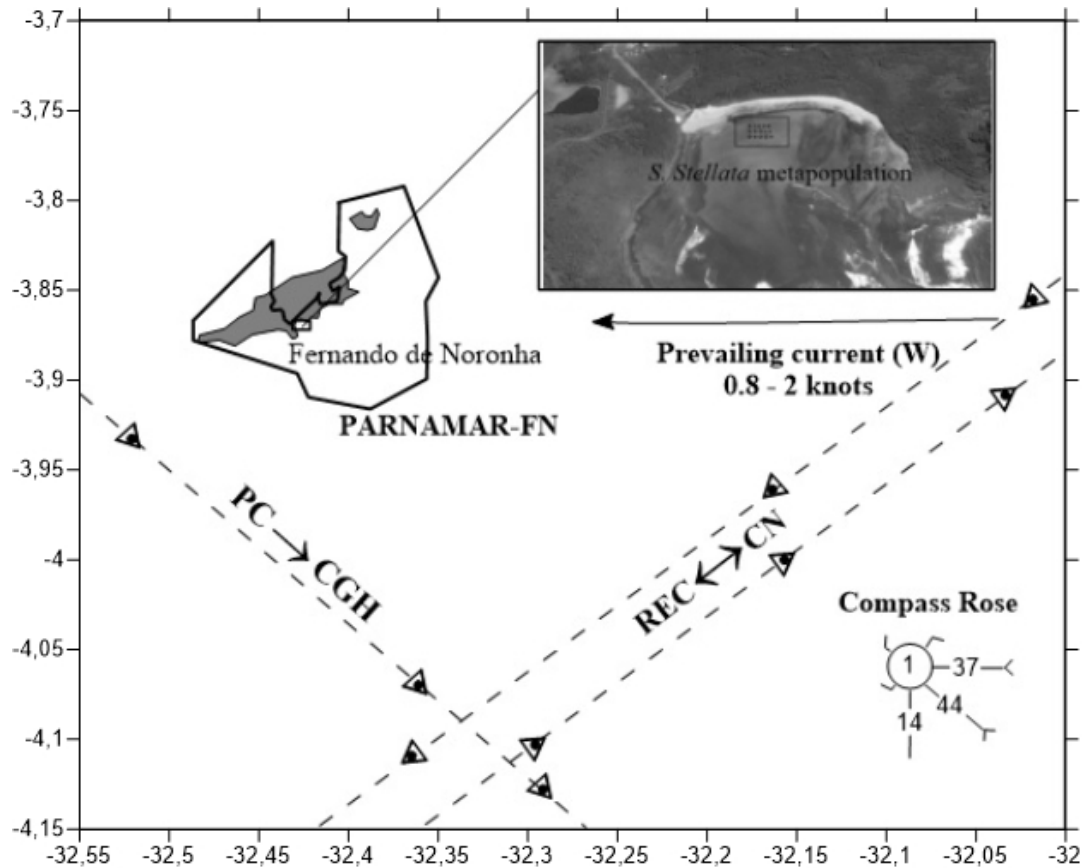 -3,7
-3,75
-3,8
-3,85
-3,9
-3,95
-4
-4,05
-4,1
-4,15
S. Stellata metapopulation
Fernando de Noronha
PARNAMAR-FN
Prevailing current (W)
0.8 - 2 knots
PC
CGH
REC
CN
Compass Rose
1
37
44
14
-32,55
-32,5
-32,45
-32,4
-32,35
-32,3
-32,25
-32,2
-32,15
-32,1
-32,05
-32